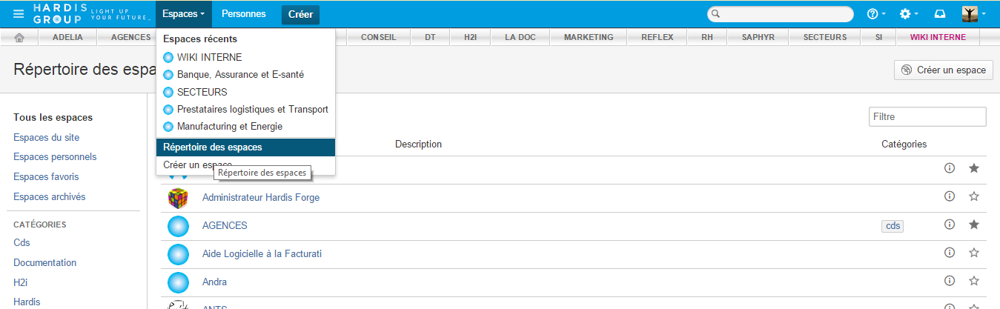 HARDIS GROUP LIGHT UP YOUR FUTURE_
Espaces
Personnes
Créer
ADELIA
AGENCES
CONSEIL
DT
H2I
LA DOC
MARKETING
REFLEX
RH
SAPHYR
SECTEURS
SI
WIKI INTERNE
Répertoire des espa
Créer un espace
Espaces récents
WIKI INTERNE
Banque, Assurance et E-santé
SECTEURS
Prestataires logistiques et Transport
Manufacturing et Energie
Répertoire des espaces
Créer un espace
Répertoire des espaces
Tous les espaces
Espaces du site
Espaces personnels
Espaces favoris
Espaces archivés
CATÉGORIES
Cds
Documentation
H2i
Hardis
Filtre
Description
Catégories
Administrateur Hardis Forge
AGENCES
cds
Aide Logicielle à la Facturati
Andra
ANTS